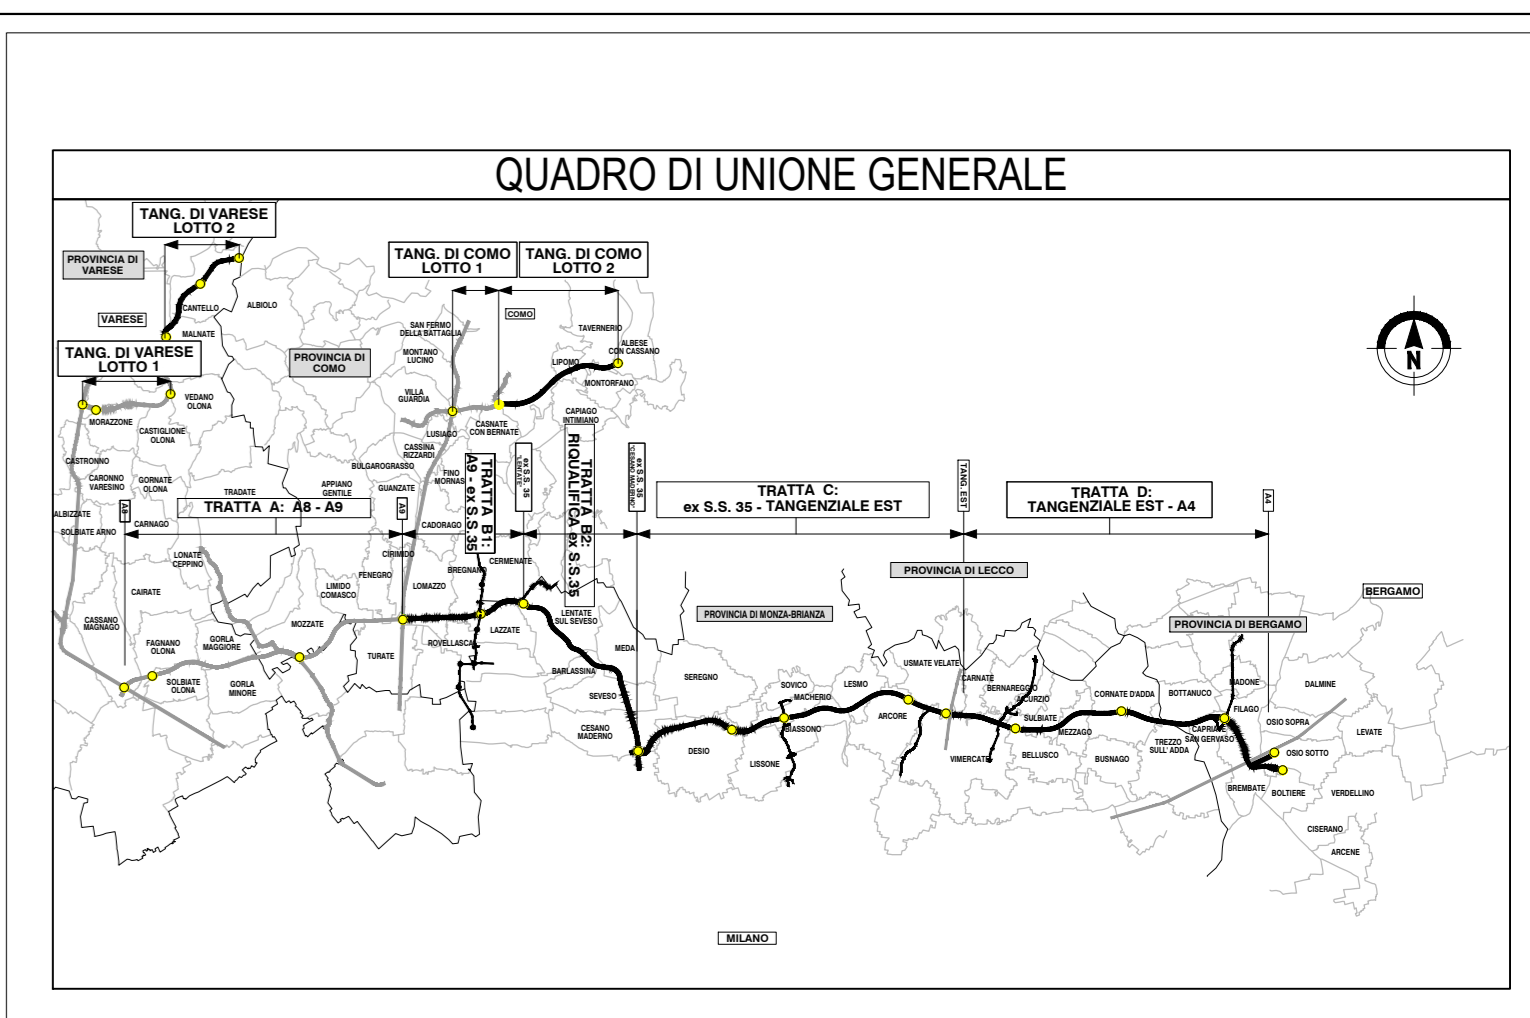 QUADRO DI UNIONE GENERALE
TANG. DI VARESE
LOTTO 2
PROVINCIA DI
VARESE
CANTELLO
ALBIOLO
VARESE
MALNATE
TANG. DI VARESE
LOTTO 1
PROVINCIA DI
COMO
VEDANO
OLONA
MORAZZONE
CASTIGLIONE
OLONA
TANG. DI COMO
LOTTO 1
TANG. DI COMO
LOTTO 2
COMO
SAN FERMO
DELLA BATTAGLIA
MONTANO
LUCINO
TAVERNERIO
ALBESE
CON CASSANO
LIPOMO
MONTORFANO
VILLA
GUARDIA
CAPIAGO
INTIMIANO
CASNATE
CON BERNATE
LUSIAGO
CASSINA
RIZZARDI
BULGAROGRASSO
FINO
MORNAS
GUANZATE
APPIANO
GENTILE
CASTRONNO
CARONNO
VARESINO
GORNATE
OLONA
TRADATE
ALBIZZATE
SOLBIATE ARNO
CARNAGO
A8
TRATTA A: A8 - A9
A9
CADORAGO
TRATTA B1:
A9 - ex S.S.35
ex S.S. 35
"LENTATE"
TRATTA B2:
RIQUALIFICA ex S.S.35
ex S.S. 35
"CESANO MADERNO"
TRATTA C:
ex S.S. 35 - TANGENZIALE EST
TANG. EST
TRATTA D:
TANGENZIALE EST - A4
A4
N
LONATE
CEPPINO
CIRIMIDO
FENEGRO
LOMAZZO
BREGNANO
CERMENATE
LIMIDO
COMASCO
CAIRATE
CASSANO
MAGNAGO
MOZZATE
FAGNANO
OLONA
GORLA
MAGGIORE
TURATE
ROVELLASCA
LAZZATE
LENTATE
SUL SEVESO
SOLBIATE
OLONA
GORLA
MINORE
MEDA
BARLASSINA
SEVESO
CESANO
MADERNO
PROVINCIA DI LECCO
PROVINCIA DI MONZA-BRIANZA
PROVINCIA DI BERGAMO
BERGAMO
SEREGNO
DESIO
SOVICO
MACHERIO
BIASSONO
LISSONE
LESMO
ARCORE
USMATE VELATE
CARNATE
BERNAREGGIO
ACURZIO
SULBIATE
MEZZAGO
VIMERCATE
BELLUSCO
CORNATE D'ADDA
BUSNAGO
BOTTANUCO
TREZZO
SULL' ADDA
CAPRIATE
SAN GERVASO
MADONE
FILAGO
DALMINE
OSIO SOPRA
OSIO SOTTO
LEVATE
BREMBATE
BOLTIERE
VERDELLINO
CISERANO
ARCENE
MILANO